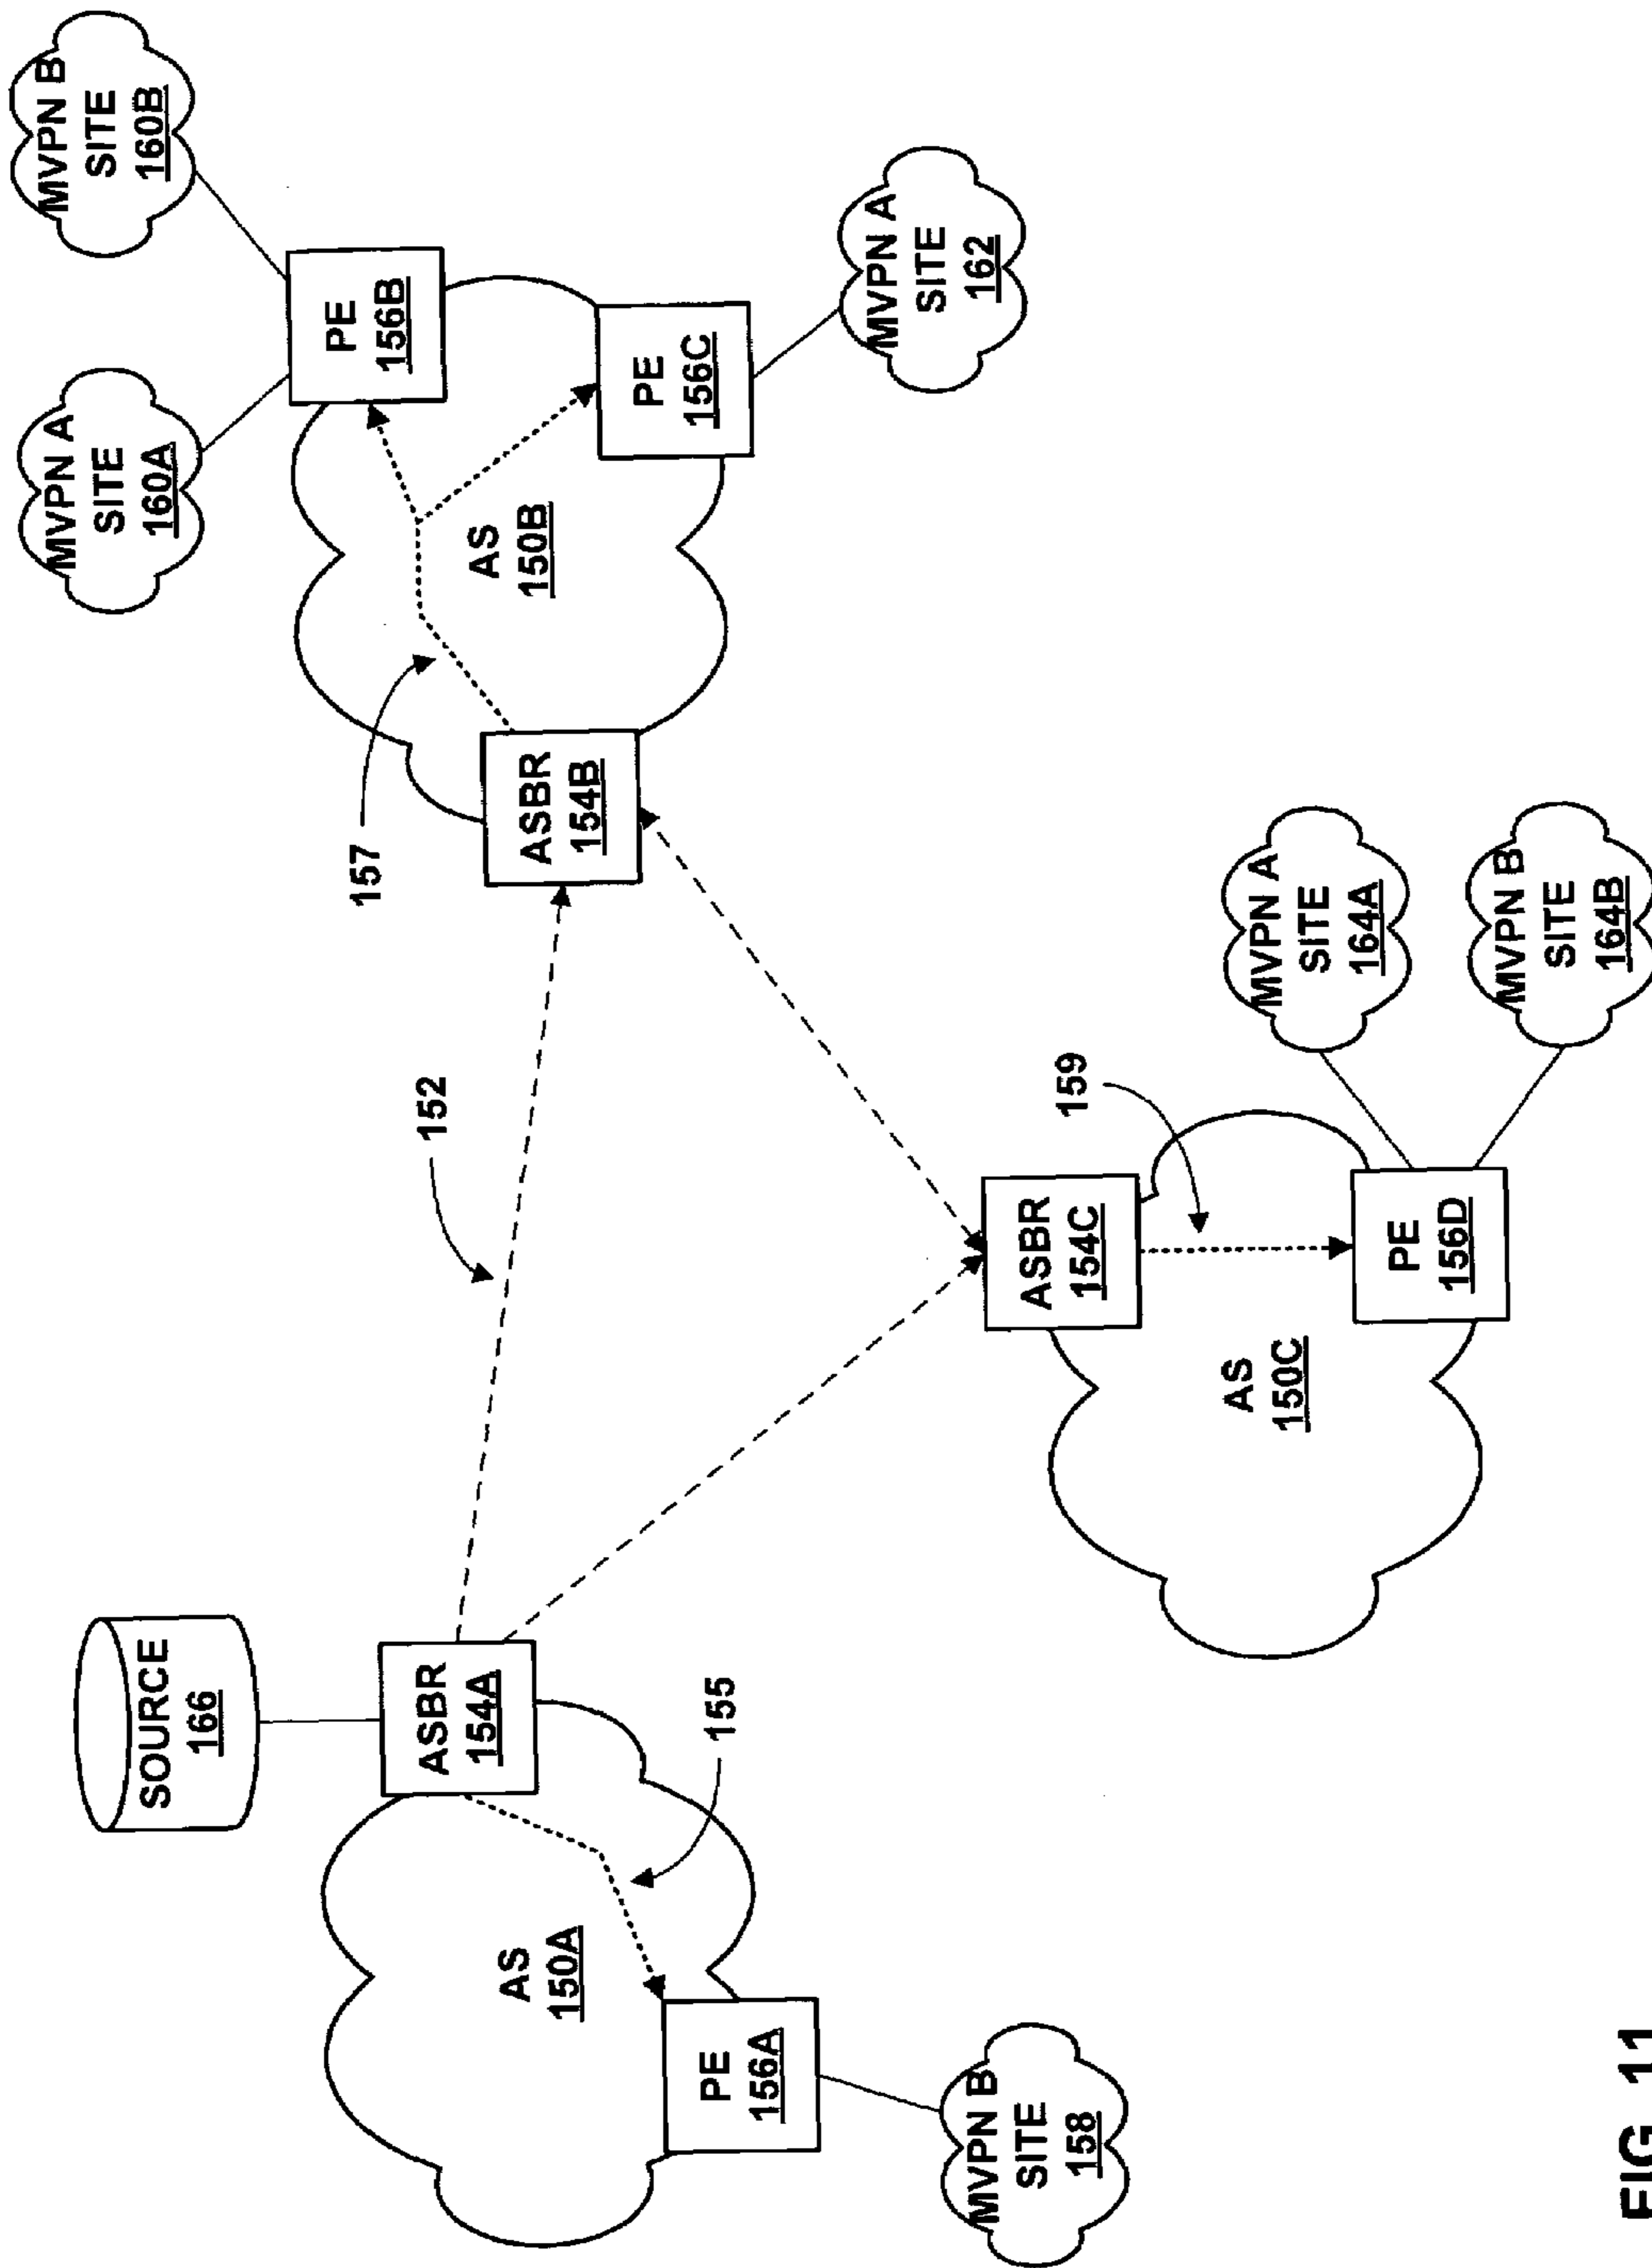 SOURCE
166
ASBR
154A
AS
150A
155
PE
156A
MVPN B
SITE
158
152
157
ASBR
154B
AS
150B
PE
156B
PE
156C
MVPN A
SITE
160A
MVPN B
SITE
160B
MVPN A
SITE
162
ASBR
154C
159
AS
150C
PE
156D
MVPN A
SITE
164A
MVPN B
SITE
164B
FIG. 11